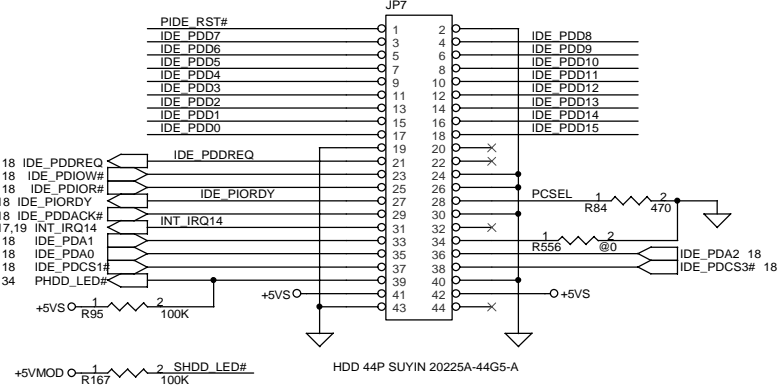 JP7
PIDE_RST# 1 2
IDE_PDD7 3 4 IDE_PDD8
IDE_PDD6 5 6 IDE_PDD9
IDE_PDD5 7 8 IDE_PDD10
IDE_PDD4 9 10 IDE_PDD11
IDE_PDD3 11 12 IDE_PDD12
IDE_PDD2 13 14 IDE_PDD13
IDE_PDD1 15 16 IDE_PDD14
IDE_PDD0 17 18 IDE_PDD15
19 20
18 IDE_PDDREQ IDE_PDDREQ 21 22
18 IDE_PDIOW# 23 24
18 IDE_PDIOR# 25 26
18 IDE_PIORDY IDE_PIORDY 27 28 PCSEL 1 2
R84 470
18 IDE_PDDACK# 29 30
17,19 INT_IRQ14 INT_IRQ14 31 32
18 IDE_PDA1 33 34 1 2
R556 @0
18 IDE_PDA0 35 36 IDE_PDA2 18
18 IDE_PDCS1# 37 38 IDE_PDCS3# 18
34 PHDD_LED# 39 40
+5VS 41 42 +5VS
+5VS 1 2 43 44
R95 100K
HDD 44P SUYIN 20225A-44G5-A
+5VMOD 1 2 SHDD_LED#
R167 100K